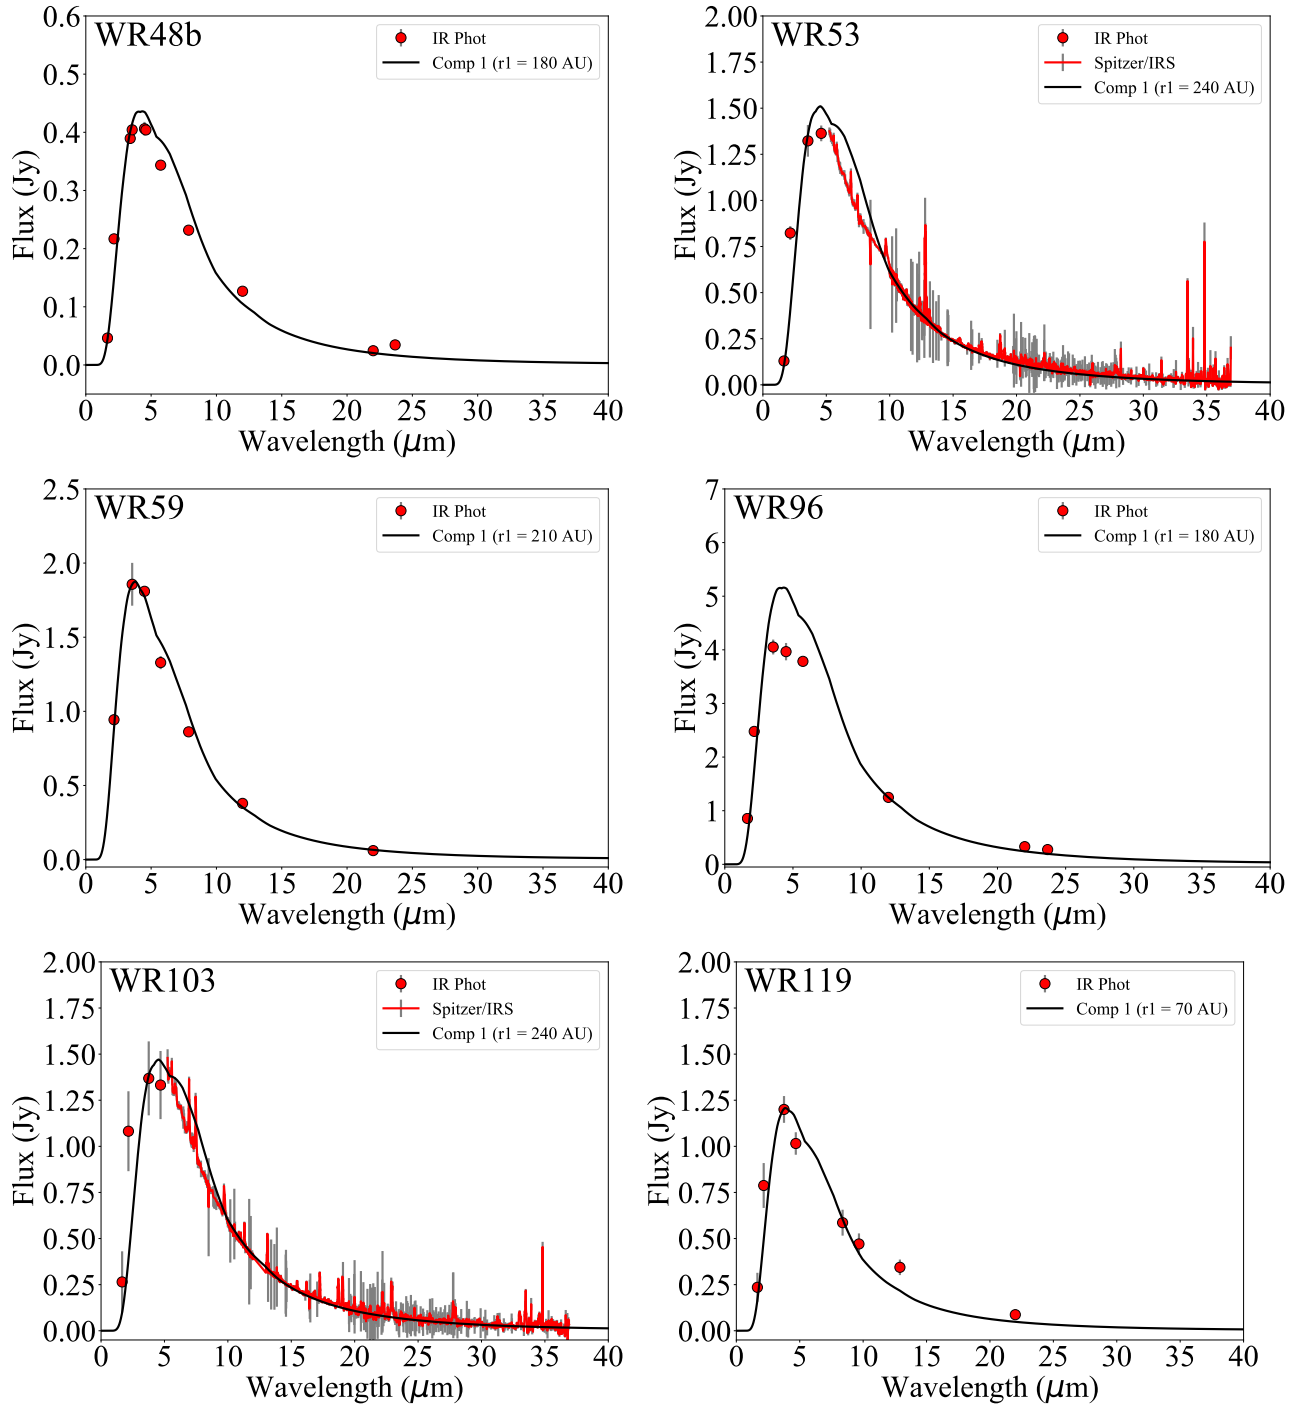 WR48b
IR Phot
Comp 1 (r1 = 180 AU)
0.6
0.5
0.4
0.3
0.2
0.1
0.0
Flux (Jy)
0 5 10 15 20 25 30 35 40
Wavelength (μm)
WR53
IR Phot
Spitzer/IRS
Comp 1 (r1 = 240 AU)
2.00
1.75
1.50
1.25
1.00
0.75
0.50
0.25
0.00
Flux (Jy)
0 5 10 15 20 25 30 35 40
Wavelength (μm)
WR59
IR Phot
Comp 1 (r1 = 210 AU)
2.5
2.0
1.5
1.0
0.5
0.0
Flux (Jy)
0 5 10 15 20 25 30 35 40
Wavelength (μm)
WR96
IR Phot
Comp 1 (r1 = 180 AU)
7
6
5
4
3
2
1
0
Flux (Jy)
0 5 10 15 20 25 30 35 40
Wavelength (μm)
WR103
IR Phot
Spitzer/IRS
Comp 1 (r1 = 240 AU)
2.00
1.75
1.50
1.25
1.00
0.75
0.50
0.25
0.00
Flux (Jy)
0 5 10 15 20 25 30 35 40
Wavelength (μm)
WR119
IR Phot
Comp 1 (r1 = 70 AU)
2.00
1.75
1.50
1.25
1.00
0.75
0.50
0.25
0.00
Flux (Jy)
0 5 10 15 20 25 30 35 40
Wavelength (μm)